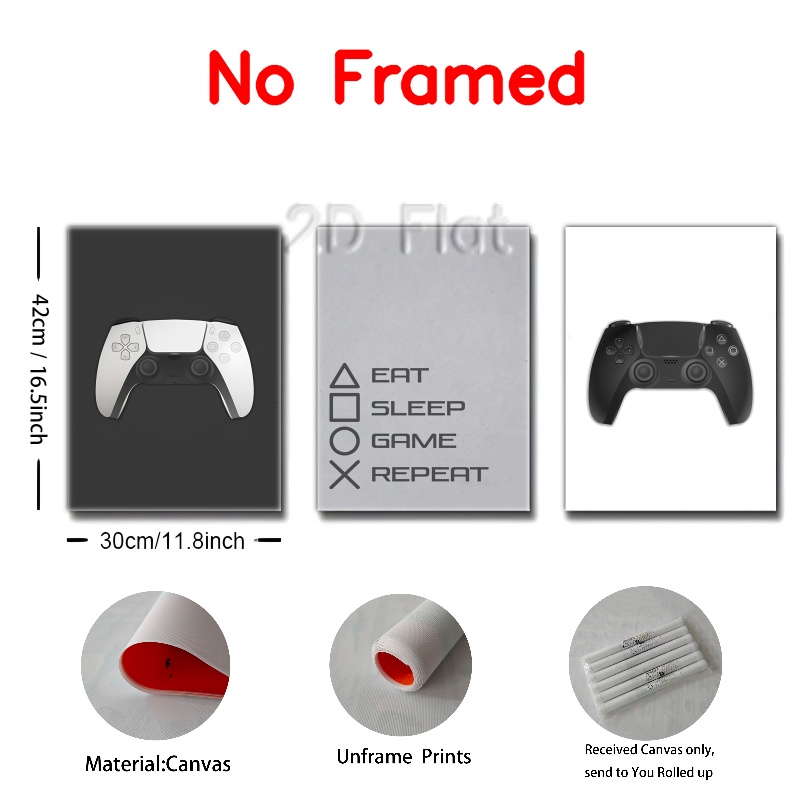 No Framed
2D Flat
42cm / 16.5inch
EAT
SLEEP
GAME
REPEAT
30cm/11.8inch
Material:Canvas
Unframe Prints
Received Canvas only,
send to You Rolled up